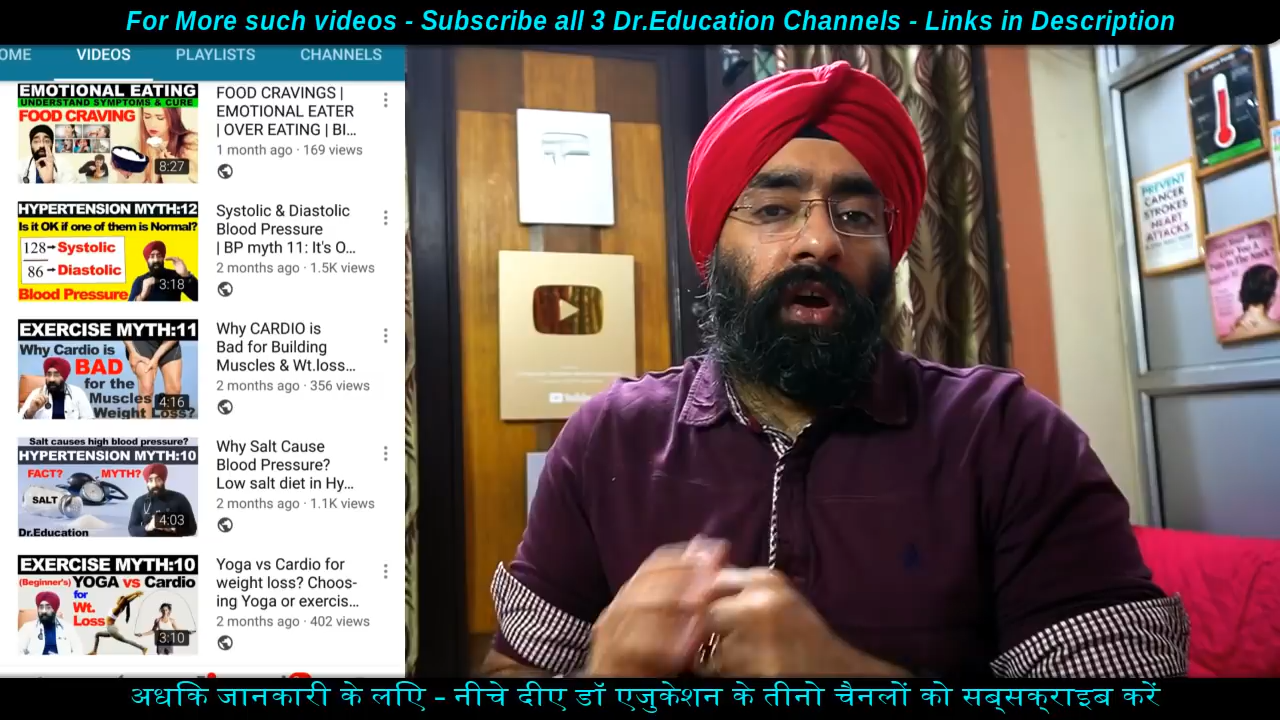 For More such videos - Subscribe all 3 Dr.Education Channels - Links in Description
OME VIDEOS PLAYLISTS CHANNELS
EMOTIONAL EATING
UNDERSTAND SYMPTOMS & CURE
FOOD CRAVING
8:27
FOOD CRAVINGS |
EMOTIONAL EATER
| OVER EATING | BI...
1 month ago · 169 views
HYPERTENSION MYTH:12
Is it OK if one of them is Normal?
128→Systolic
86→Diastolic
Blood Pressure
3:18
Systolic & Diastolic
Blood Pressure
| BP myth 11: It's O...
2 months ago · 1.5K views
EXERCISE MYTH:11
Why Cardio is
BAD
for the
Muscles
Weight Loss?
4:16
Why CARDIO is
Bad for Building
Muscles & Wt.loss...
2 months ago · 356 views
Salt causes high blood pressure?
HYPERTENSION MYTH:10
FACT? MYTH?
SALT
Dr.Education
4:03
Why Salt Cause
Blood Pressure?
Low salt diet in Hy...
2 months ago · 1.1K views
EXERCISE MYTH:10
(Beginner's) YOGA vs Cardio
for
Wt.
Loss
3:10
Yoga vs Cardio for
weight loss? Choos-
ing Yoga or exercis...
2 months ago · 402 views
PREVENT
CANCER
STROKES
HEART
ATTACKS
अधकि जानकारी के लएि - नीचे दीए डॉ एजुकेशन के तीनो चैनलों को सब्सक्राइब करें